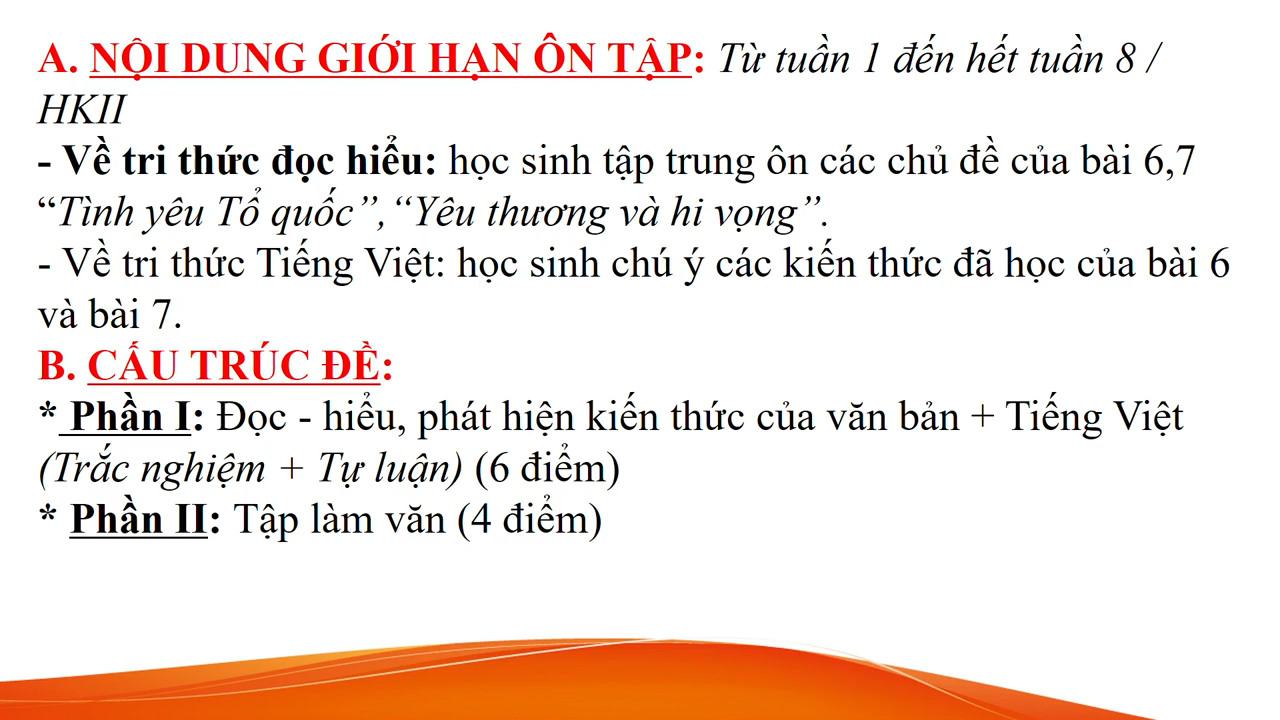 A. NỘI DUNG GIỚI HẠN ÔN TẬP: Từ tuần 1 đến hết tuần 8 /
HKII
- Về tri thức đọc hiểu: học sinh tập trung ôn các chủ đề của bài 6,7
“Tình yêu Tổ quốc”,“Yêu thương và hi vọng”.
- Về tri thức Tiếng Việt: học sinh chú ý các kiến thức đã học của bài 6
và bài 7.
B. CẤU TRÚC ĐỀ:
* Phần I: Đọc - hiểu, phát hiện kiến thức của văn bản + Tiếng Việt
(Trắc nghiệm + Tự luận) (6 điểm)
* Phần II: Tập làm văn (4 điểm)